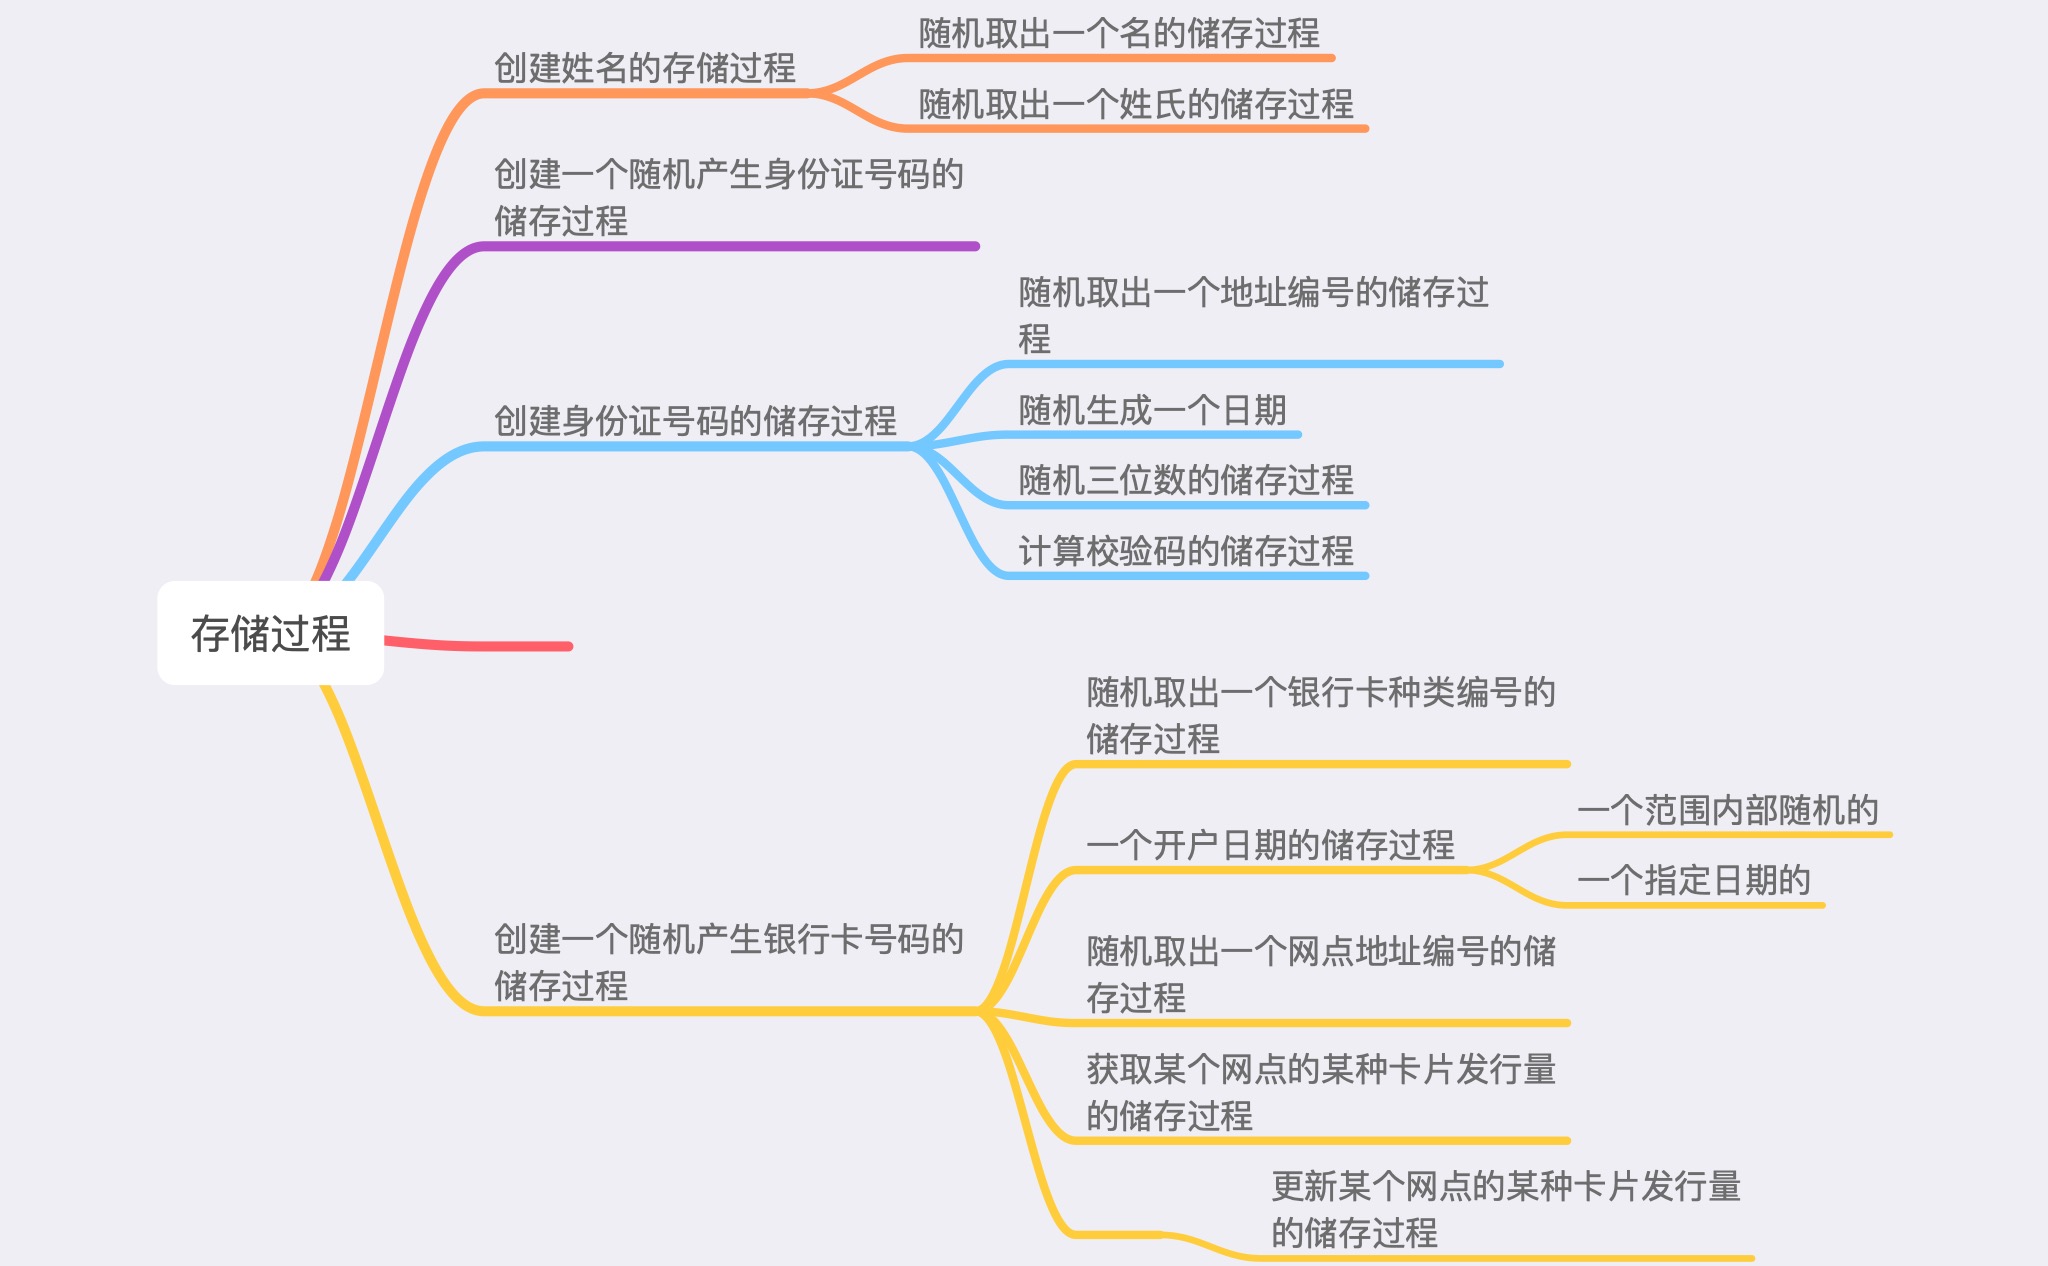 存储过程
创建姓名的存储过程
随机取出一个名的储存过程
随机取出一个姓氏的储存过程
创建一个随机产生身份证号码的
储存过程
创建身份证号码的储存过程
随机取出一个地址编号的储存过
程
随机生成一个日期
随机三位数的储存过程
计算校验码的储存过程
创建一个随机产生银行卡号码的
储存过程
随机取出一个银行卡种类编号的
储存过程
一个开户日期的储存过程
一个范围内部随机的
一个指定日期的
随机取出一个网点地址编号的储
存过程
获取某个网点的某种卡片发行量
的储存过程
更新某个网点的某种卡片发行量
的储存过程